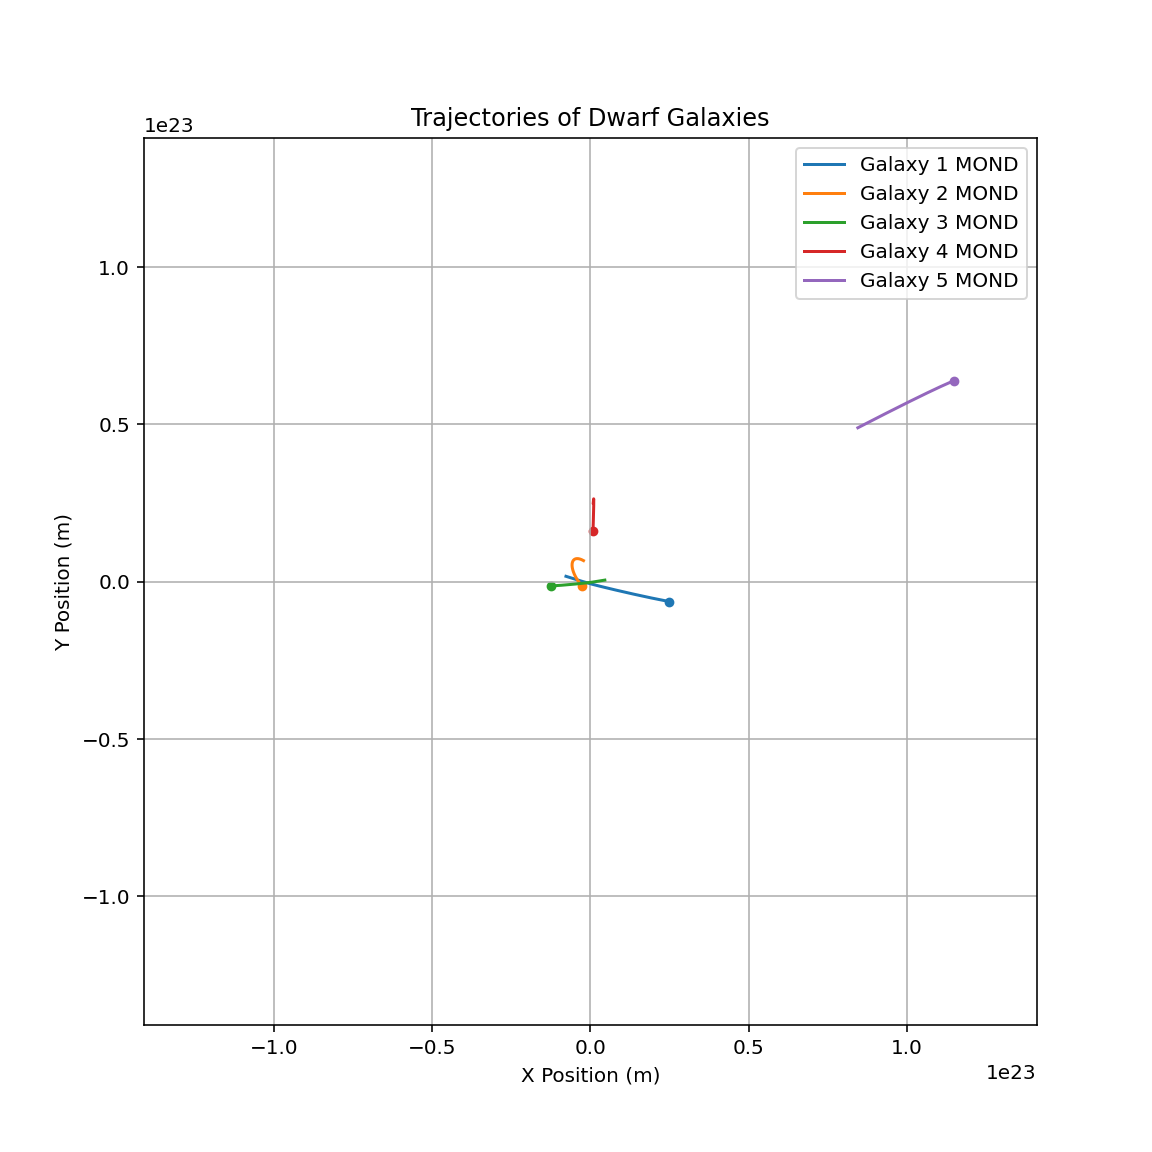 Trajectories of Dwarf Galaxies
1e23
Galaxy 1 MOND
Galaxy 2 MOND
Galaxy 3 MOND
Galaxy 4 MOND
Galaxy 5 MOND
1.0
0.5
0.0
−0.5
−1.0
Y Position (m)
−1.0 −0.5 0.0 0.5 1.0
X Position (m)
1e23